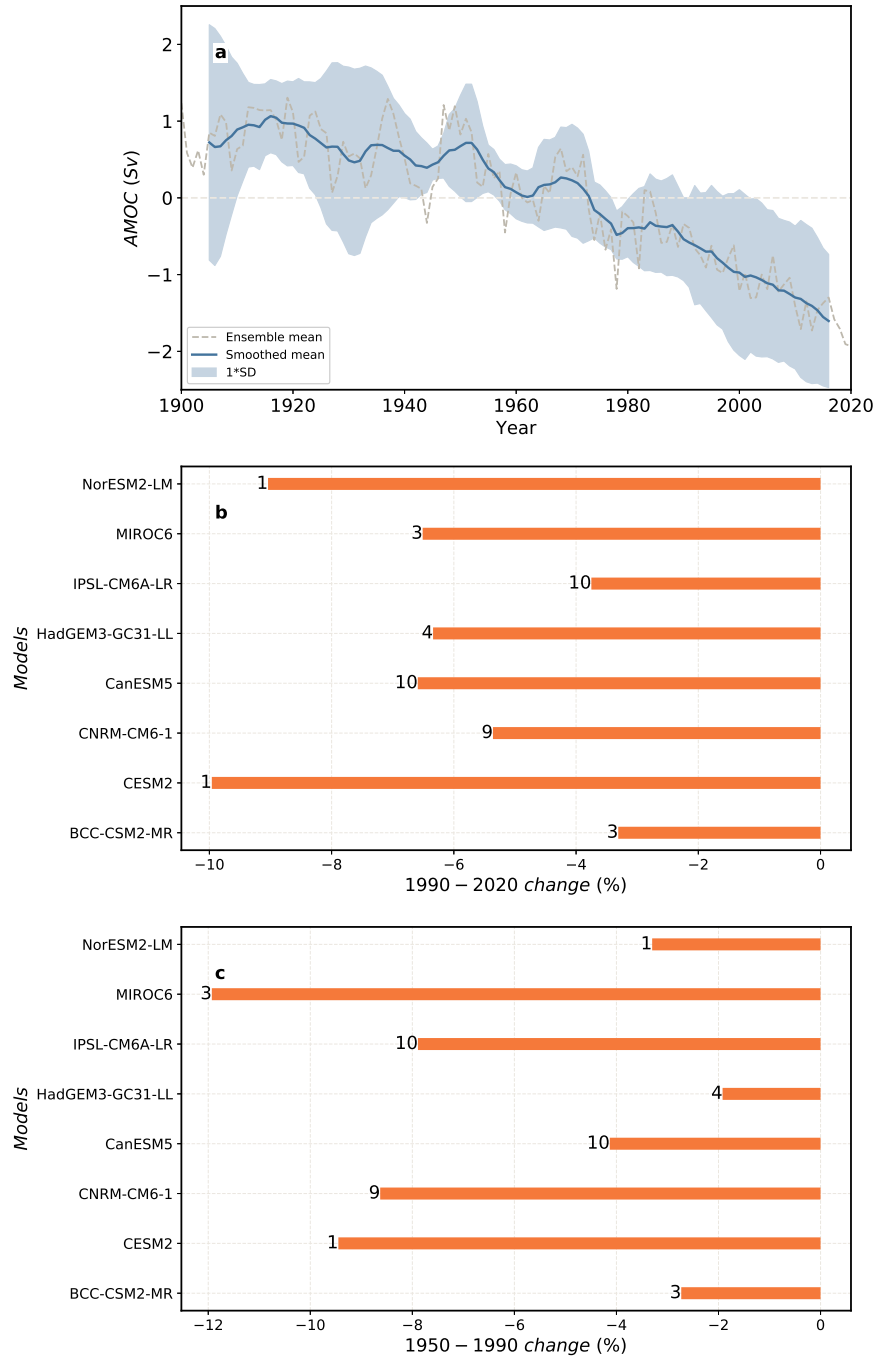 a
2
1
0
−1
−2
AMOC (Sv)
Ensemble mean
Smoothed mean
1*SD
1900 1920 1940 1960 1980 2000 2020
Year
b
NorESM2-LM 1
MIROC6 3
IPSL-CM6A-LR 10
HadGEM3-GC31-LL 4
CanESM5 10
CNRM-CM6-1 9
CESM2 1
BCC-CSM2-MR 3
Models
−10 −8 −6 −4 −2 0
1990 − 2020 change (%)
c
NorESM2-LM 1
MIROC6 3
IPSL-CM6A-LR 10
HadGEM3-GC31-LL 4
CanESM5 10
CNRM-CM6-1 9
CESM2 1
BCC-CSM2-MR 3
Models
−12 −10 −8 −6 −4 −2 0
1950 − 1990 change (%)